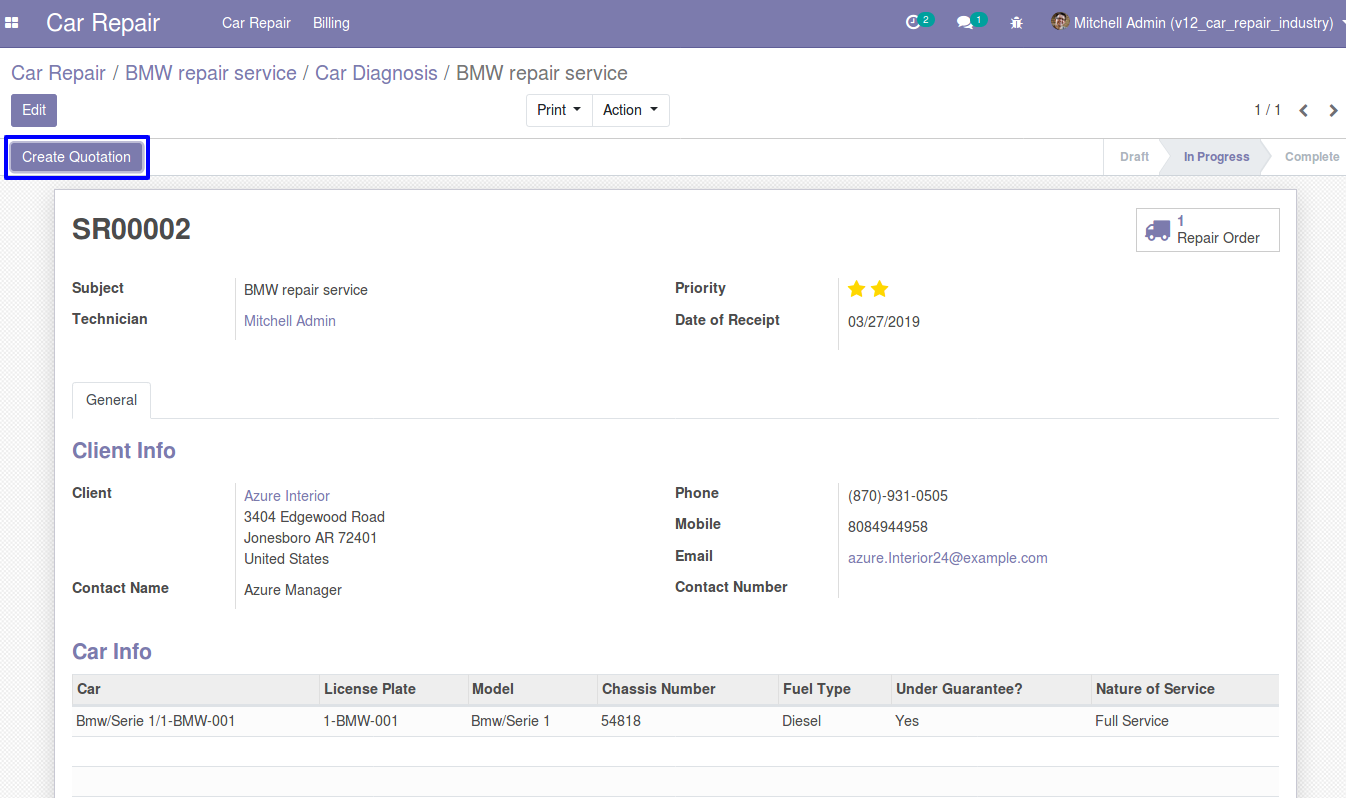 Car Repair Car Repair Billing 2 1 Mitchell Admin (v12_car_repair_industry)
Car Repair / BMW repair service / Car Diagnosis / BMW repair service
Edit Print Action 1 / 1
Create Quotation Draft In Progress Complete
SR00002
1
Repair Order
Subject BMW repair service Priority
Technician Mitchell Admin Date of Receipt 03/27/2019
General
Client Info
Client Azure Interior Phone (870)-931-0505
3404 Edgewood Road Mobile 8084944958
Jonesboro AR 72401
United States Email azure.Interior24@example.com
Contact Name Azure Manager Contact Number
Car Info
Car License Plate Model Chassis Number Fuel Type Under Guarantee? Nature of Service
Bmw/Serie 1/1-BMW-001 1-BMW-001 Bmw/Serie 1 54818 Diesel Yes Full Service